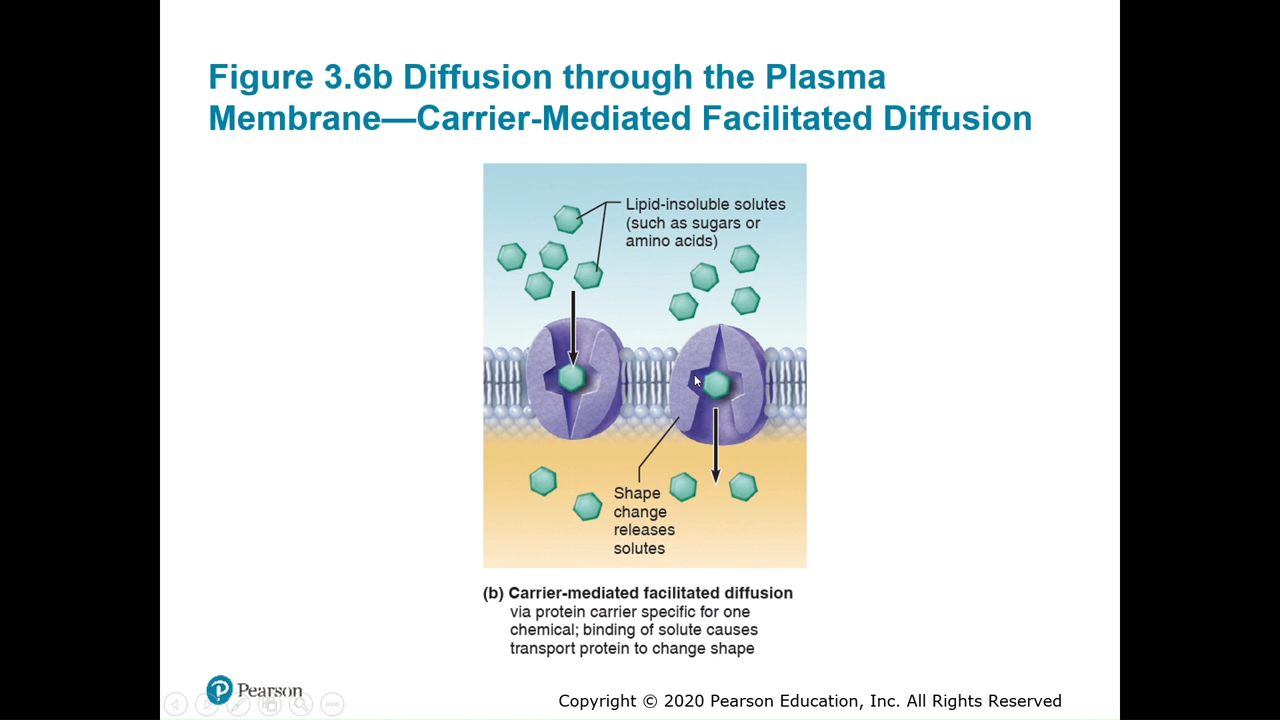 Figure 3.6b Diffusion through the Plasma
Membrane—Carrier-Mediated Facilitated Diffusion
Lipid-insoluble solutes
(such as sugars or
amino acids)
Shape
change
releases
solutes
(b) Carrier-mediated facilitated diffusion
via protein carrier specific for one
chemical; binding of solute causes
transport protein to change shape
P Pearson
Copyright © 2020 Pearson Education, Inc. All Rights Reserved